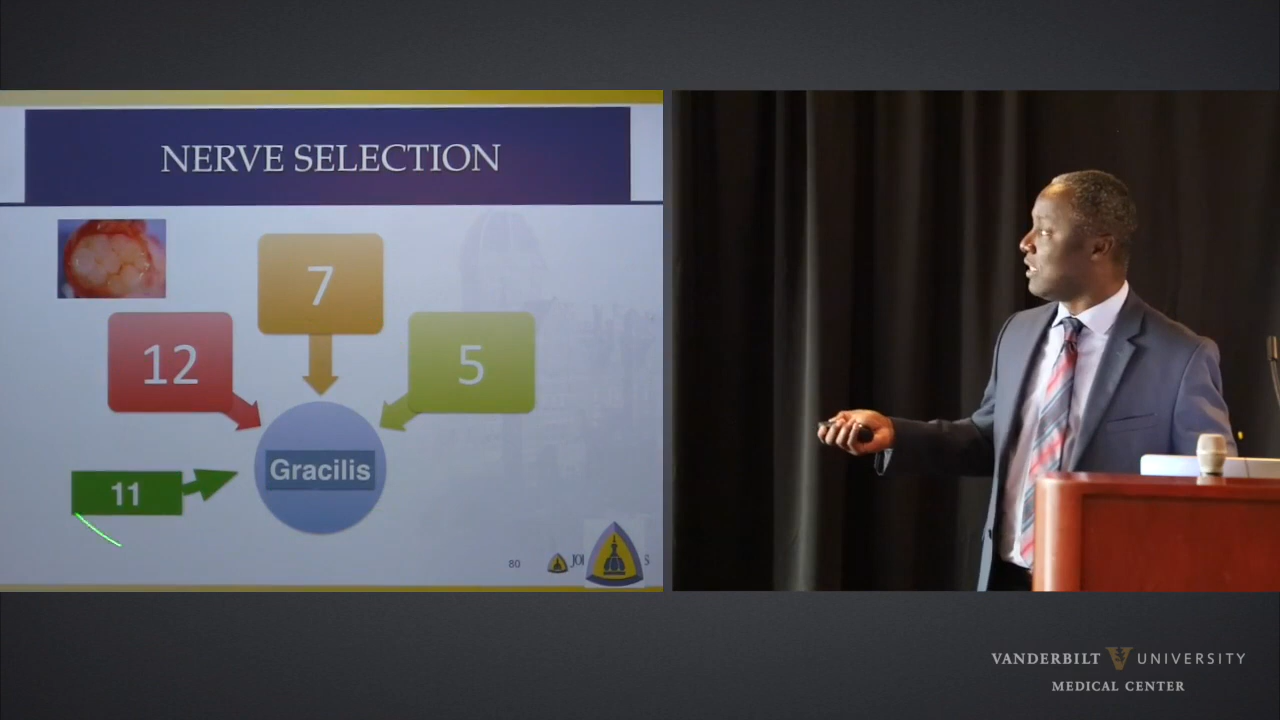 NERVE SELECTION
7
12
5
Gracilis
11
80
VANDERBILT UNIVERSITY
MEDICAL CENTER